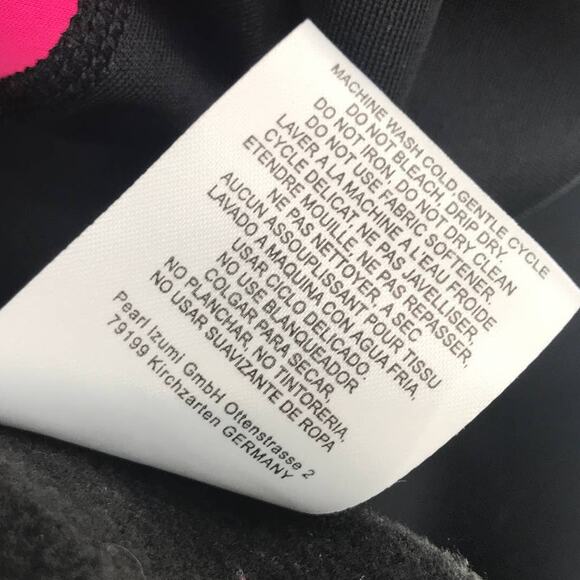 MACHINE WASH COLD, GENTLE CYCLE
DO NOT BLEACH, DRIP DRY.
DO NOT IRON, DO NOT DRY CLEAN
DO NOT USE FABRIC SOFTENER.
LAVER A LA MACHINE A L'EAU FROIDE
CYCLE DELICAT NE PAS JAVELLISER,
ETENDRE MOUILLE. NE PAS REPASSER,
NE PAS NETTOYER, A SEC
AUCUN ASSOUPLISSANT POUR TISSU
LAVADO A MAQUINA CON AGUA FRIA,
USAR CICLO DELICADO.
NO USE BLANQUEADOR
COLGAR PARA SECAR,
NO PLANCHAR, NO TINTORERIA,
NO USAR SUAVIZANTE DE ROPA
Pearl Izumi GmbH Ottenstrasse 2
79199 Kirchzarten GERMANY